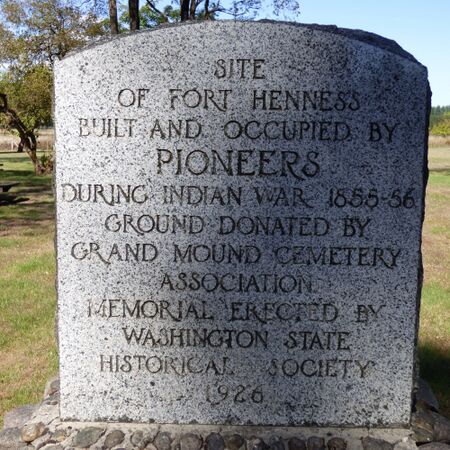 SITE
OF FORT HENNESS
BUILT AND OCCUPIED BY
PIONEERS
DURING INDIAN WAR 1855-56
GROUND DONATED BY
GRAND MOUND CEMETERY
ASSOCIATION
MEMORIAL ERECTED BY
WASHINGTON STATE
HISTORICAL SOCIETY
1926